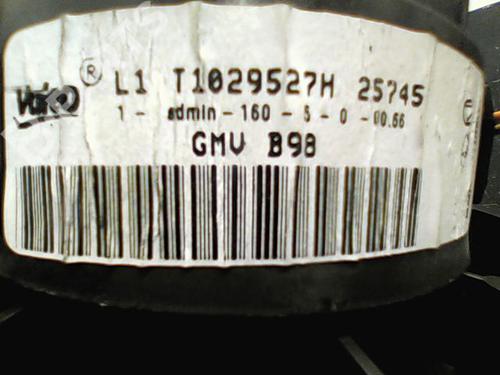 Valeo ® L1 T1029527H 25745
1 - admin - 160 - 5 - 0 - 00.66
GMV B98